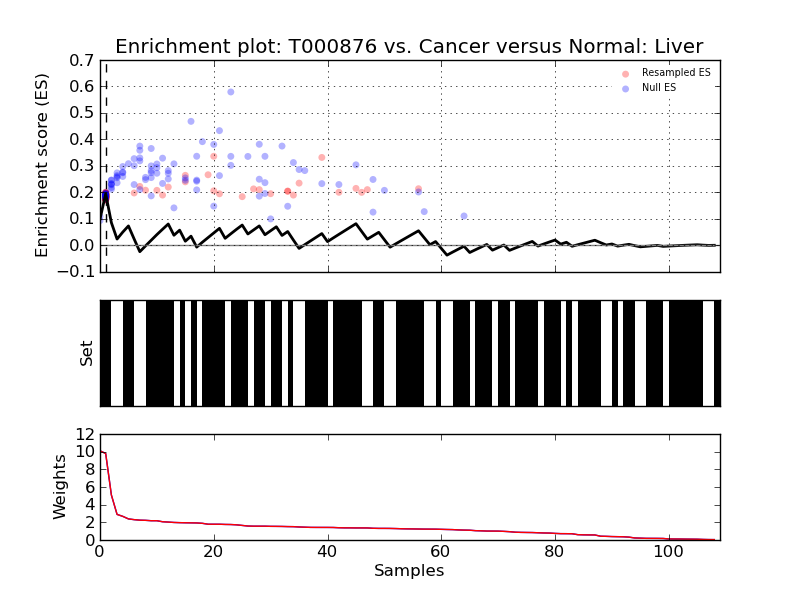 Enrichment plot: T000876 vs. Cancer versus Normal: Liver
0.7
0.6
0.5
0.4
0.3
0.2
0.1
0.0
−0.1
Enrichment score (ES)
Resampled ES
Null ES
Set
12
10
8
6
4
2
0
Weights
0 20 40 60 80 100
Samples